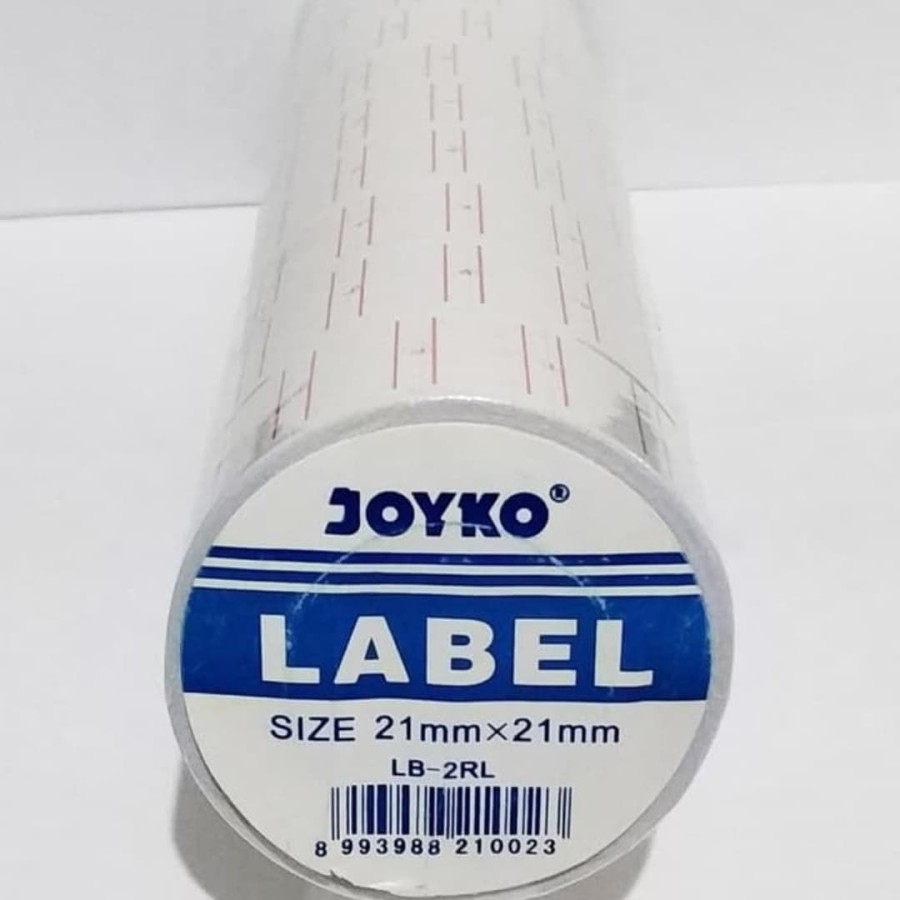 JOYKO®
LABEL
SIZE 21mm×21mm
LB-2RL
8 993988 210023